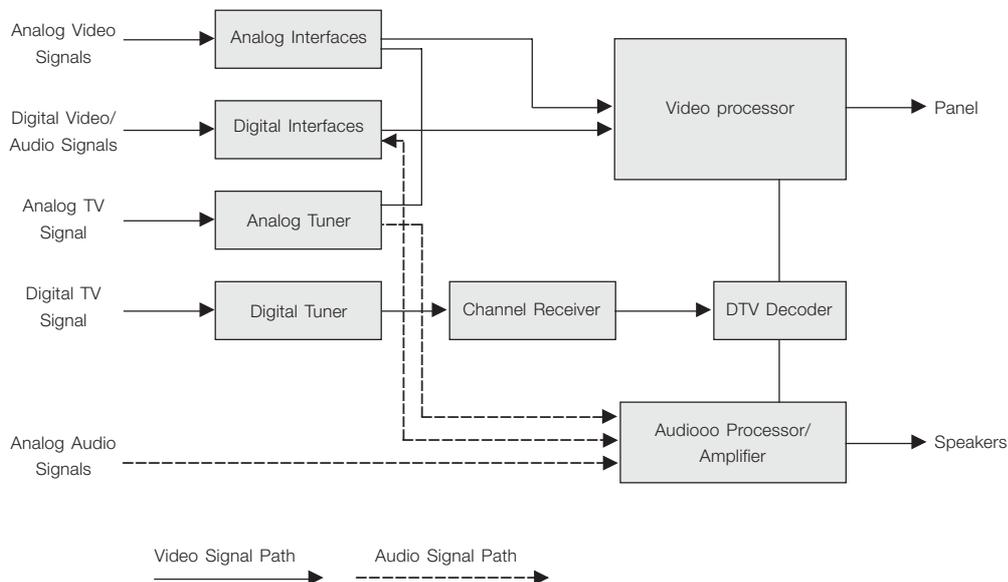 Analog Video
Signals
Analog Interfaces
Video processor
Panel
Digital Video/
Audio Signals
Digital Interfaces
Analog TV
Signal
Analog Tuner
Digital TV
Signal
Digital Tuner
Channel Receiver
DTV Decoder
Analog Audio
Signals
Audiooo Processor/
Amplifier
Speakers
Video Signal Path
Audio Signal Path